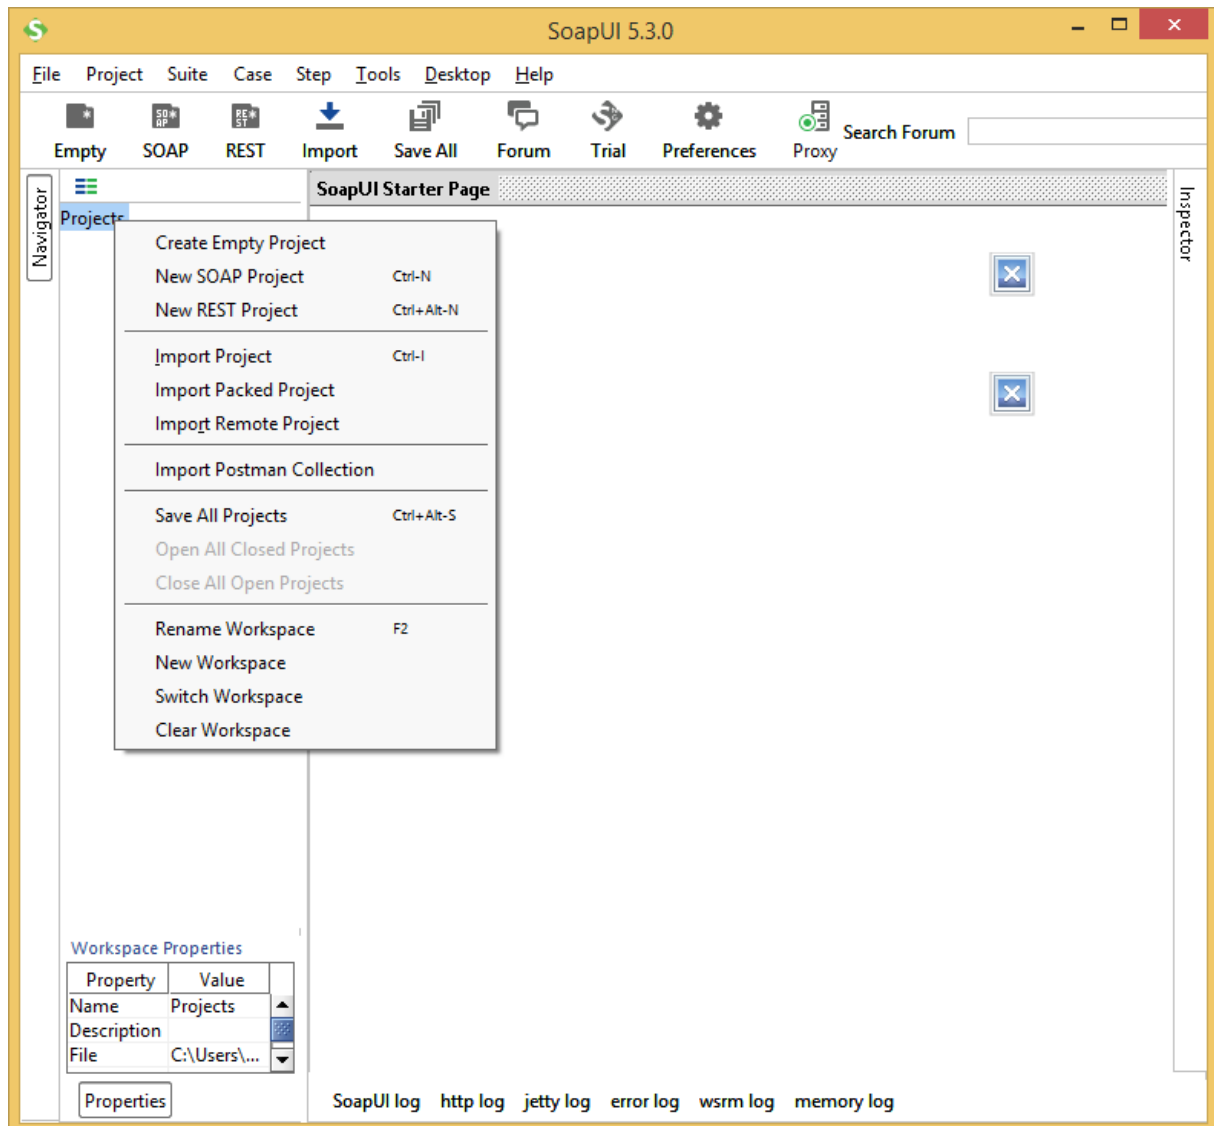 SoapUI 5.3.0
File Project Suite Case Step Tools Desktop Help
Empty SOAP REST Import Save All Forum Trial Preferences Proxy Search Forum
Navigator
SoapUI Starter Page
Inspector
Projects
Create Empty Project
New SOAP Project Ctrl-N
New REST Project Ctrl+Alt-N
Import Project Ctrl-I
Import Packed Project
Import Remote Project
Import Postman Collection
Save All Projects Ctrl+Alt-S
Open All Closed Projects
Close All Open Projects
Rename Workspace F2
New Workspace
Switch Workspace
Clear Workspace
Workspace Properties
Property Value
Name Projects
Description
File C:\Users\...
Properties
SoapUI log http log jetty log error log wsrm log memory log